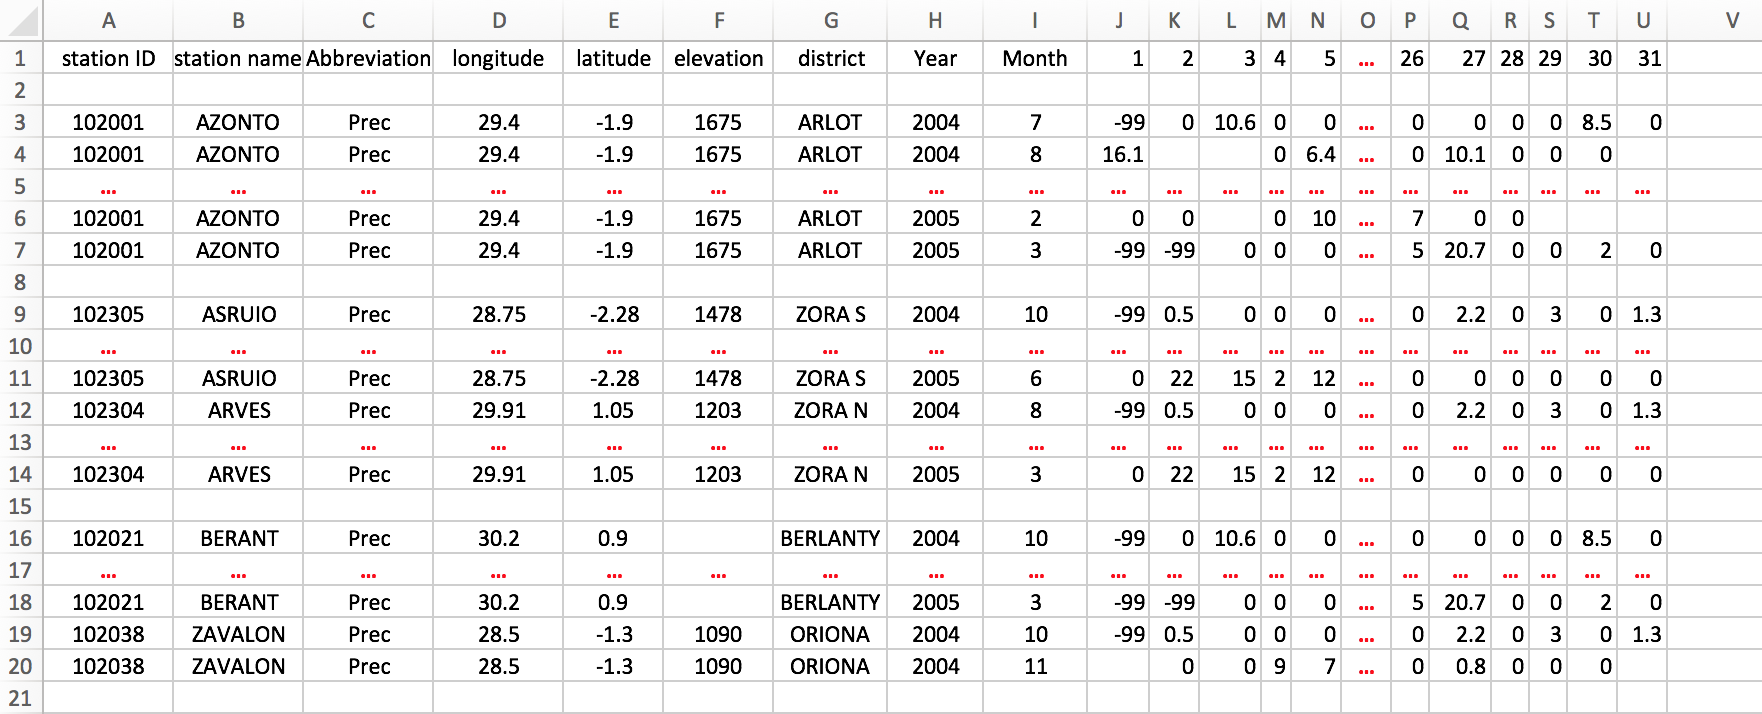 A B C D E F G H I J K L M N O P Q R S T U V
1 station ID station name Abbreviation longitude latitude elevation district Year Month 1 2 3 4 5 ... 26 27 28 29 30 31
2
3 102001 AZONTO Prec 29.4 -1.9 1675 ARLOT 2004 7 -99 0 10.6 0 0 ... 0 0 0 0 8.5 0
4 102001 AZONTO Prec 29.4 -1.9 1675 ARLOT 2004 8 16.1 0 6.4 ... 0 10.1 0 0 0
5 ... ... ... ... ... ... ... ... ... ... ... ... ... ... ... ... ... ... ... ... ...
6 102001 AZONTO Prec 29.4 -1.9 1675 ARLOT 2005 2 0 0 0 10 ... 7 0 0
7 102001 AZONTO Prec 29.4 -1.9 1675 ARLOT 2005 3 -99 -99 0 0 0 ... 5 20.7 0 0 2 0
8
9 102305 ASRUIO Prec 28.75 -2.28 1478 ZORA S 2004 10 -99 0.5 0 0 0 ... 0 2.2 0 3 0 1.3
10 ... ... ... ... ... ... ... ... ... ... ... ... ... ... ... ... ... ... ... ... ...
11 102305 ASRUIO Prec 28.75 -2.28 1478 ZORA S 2005 6 0 22 15 2 12 ... 0 0 0 0 0 0
12 102304 ARVES Prec 29.91 1.05 1203 ZORA N 2004 8 -99 0.5 0 0 0 ... 0 2.2 0 3 0 1.3
13 ... ... ... ... ... ... ... ... ... ... ... ... ... ... ... ... ... ... ... ... ...
14 102304 ARVES Prec 29.91 1.05 1203 ZORA N 2005 3 0 22 15 2 12 ... 0 0 0 0 0 0
15
16 102021 BERANT Prec 30.2 0.9 BERLANTY 2004 10 -99 0 10.6 0 0 ... 0 0 0 0 8.5 0
17 ... ... ... ... ... ... ... ... ... ... ... ... ... ... ... ... ... ... ... ... ...
18 102021 BERANT Prec 30.2 0.9 BERLANTY 2005 3 -99 -99 0 0 0 ... 5 20.7 0 0 2 0
19 102038 ZAVALON Prec 28.5 -1.3 1090 ORIONA 2004 10 -99 0.5 0 0 0 ... 0 2.2 0 3 0 1.3
20 102038 ZAVALON Prec 28.5 -1.3 1090 ORIONA 2004 11 0 0 9 7 ... 0 0.8 0 0 0
21